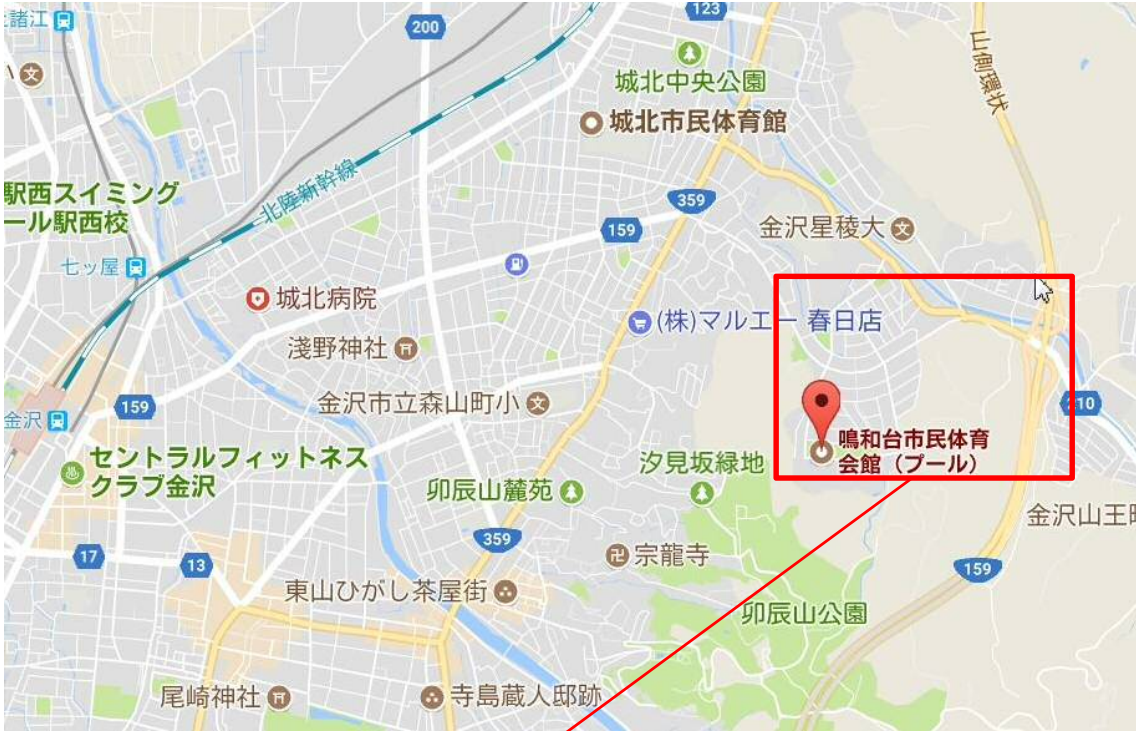 諸江
123
200
城北中央公園
山側環状
城北市民体育館
駅西スイミング
ール駅西校
北陸新幹線
359
159
金沢星稜大
七ッ屋
城北病院
(株)マルエー 春日店
淺野神社
金沢市立森山町小
159
210
金沢
鳴和台市民体育
会館(プール)
セントラルフィットネス
クラブ金沢
汐見坂緑地
卯辰山麓苑
金沢山王町
359
17
13
宗龍寺
159
東山ひがし茶屋街
卯辰山公園
尾崎神社
寺島蔵人邸跡